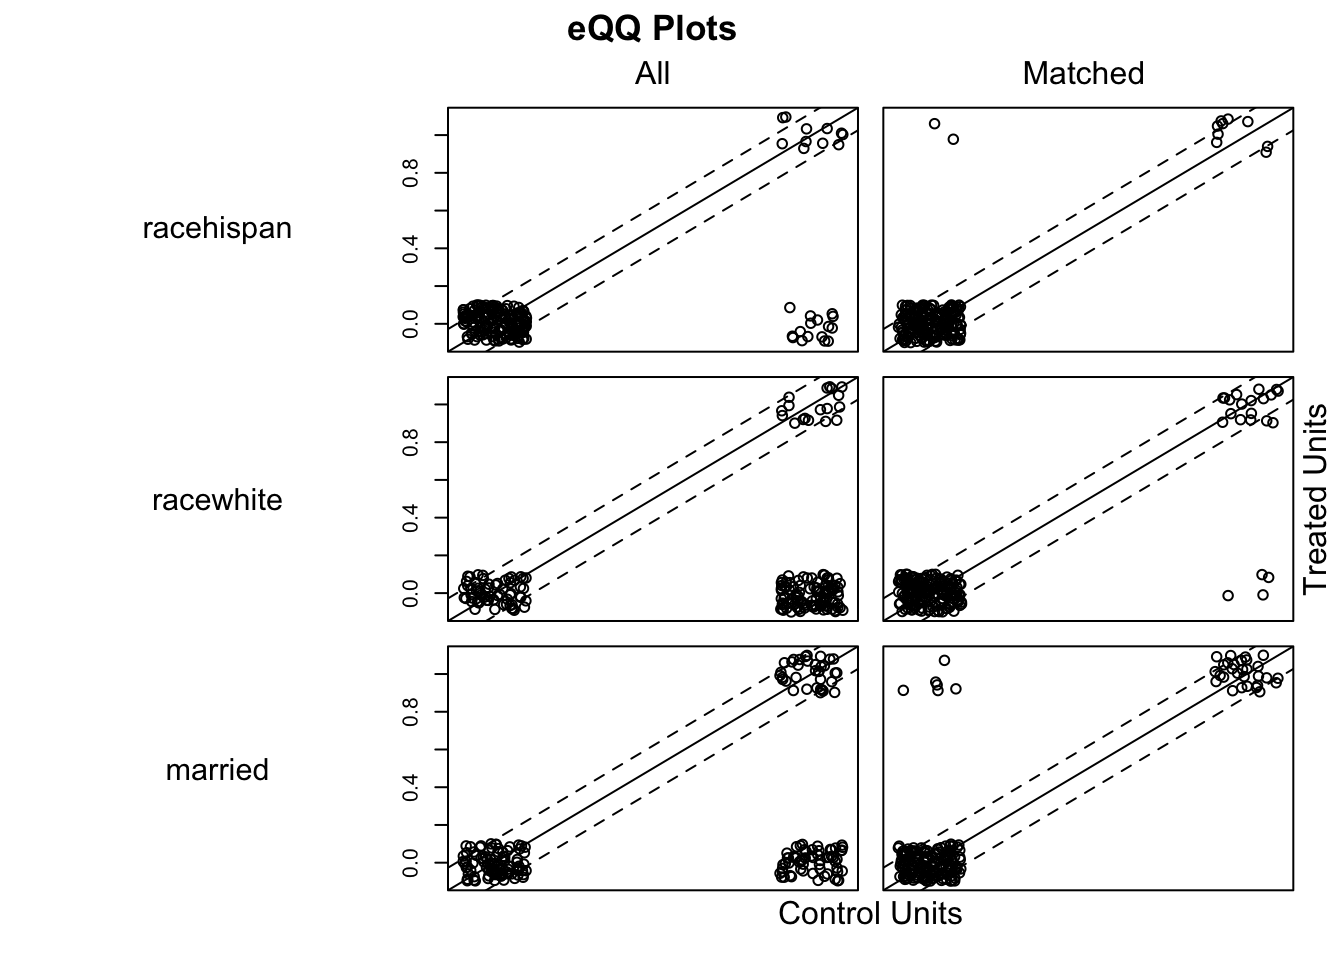 eQQ Plots
All Matched
racehispan
0.8
0.4
0.0
racewhite
0.8
0.4
0.0
Treated Units
married
0.8
0.4
0.0
Control Units